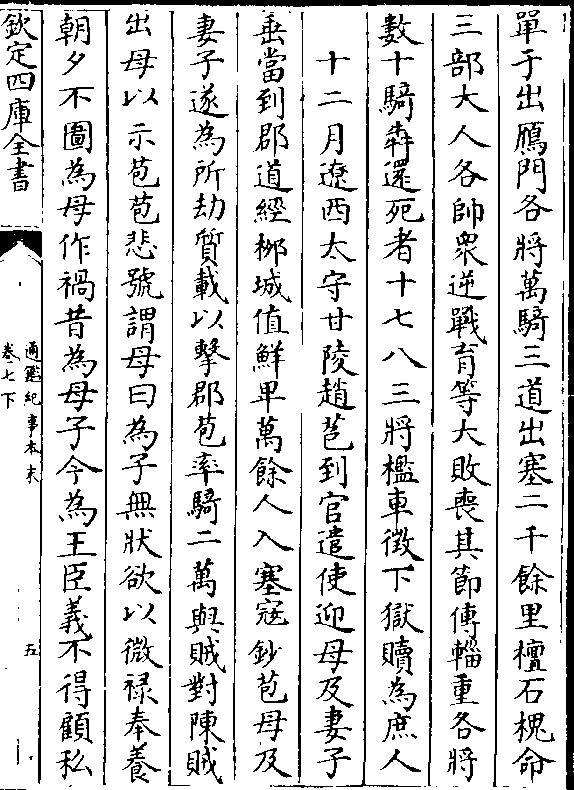 單于出鴈門各將萬騎三道出塞二千餘里檀石槐命
三部大人各帥衆逆戰育等大敗喪其節傳輜重各將
數十騎犇還死者十七八三將檻車徵下獄贖為庶人
十二月遼西太守甘陵趙苞到官遣使迎母及妻子
垂當到郡道經栁城值鮮卑萬餘人入塞寇鈔苞母及
妻子遂為所劫質載以擊郡苞率騎二萬與賊對陳賊
出母以示苞苞悲號謂母曰為子無狀欲以微禄奉養
朝夕不圖為母作禍昔為母子今為王臣義不得顧私
欽定四庫全書
通鑑紀事本末
卷七下
五